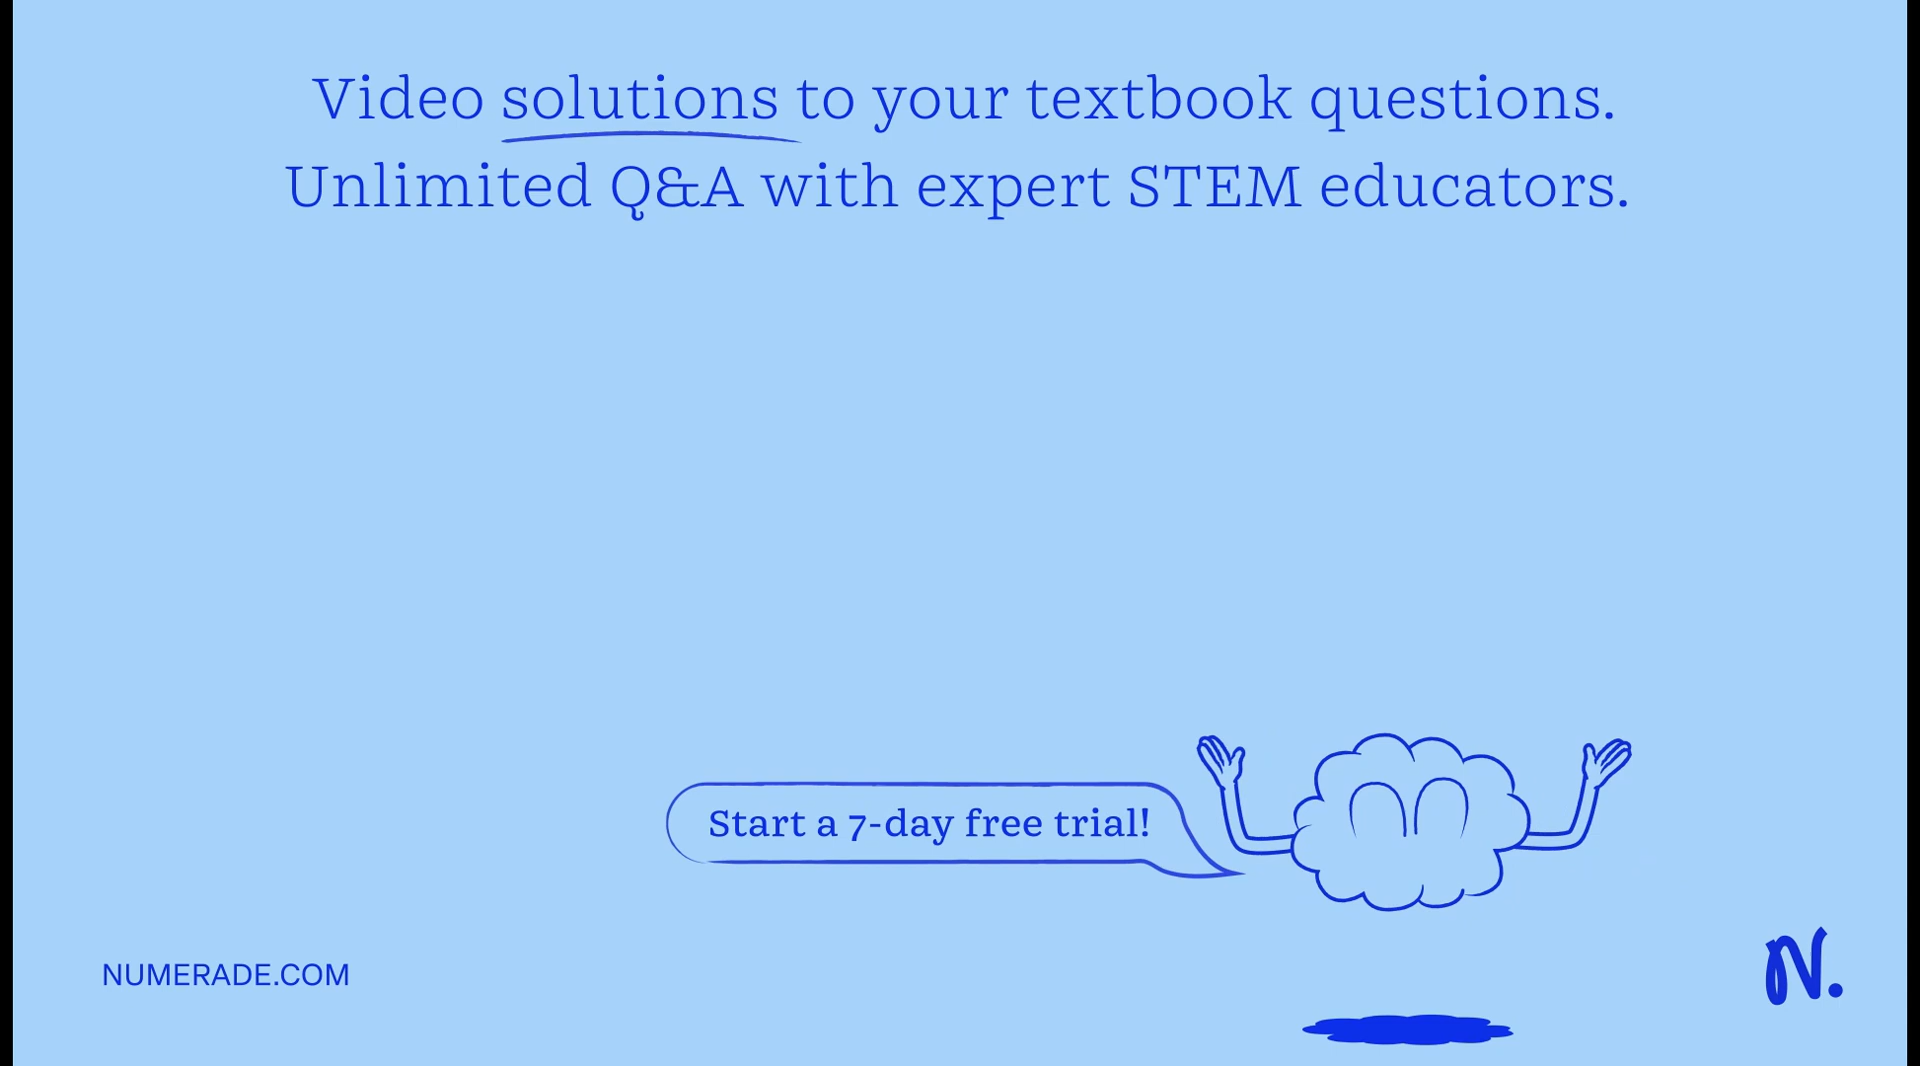 Video solutions to your textbook questions.
Unlimited Q&A with expert STEM educators.
Start a 7-day free trial!
NUMERADE.COM
N.